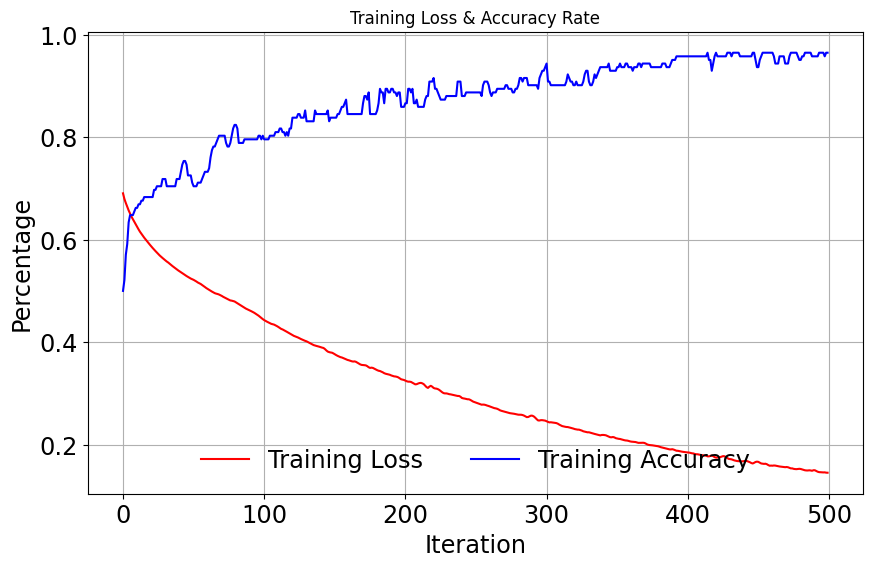 Training Loss & Accuracy Rate
1.0
0.8
0.6
0.4
0.2
Percentage
Training Loss Training Accuracy
0 100 200 300 400 500
Iteration